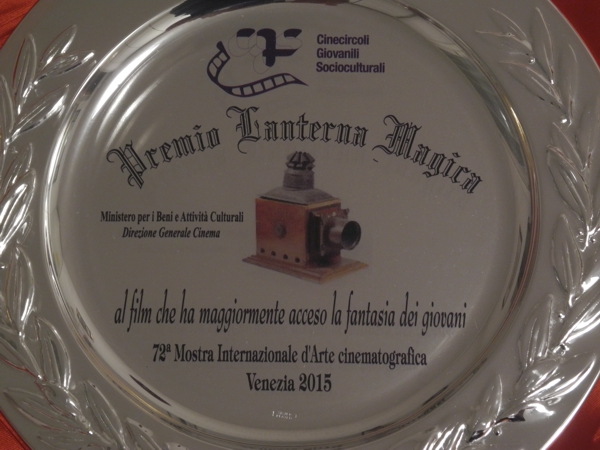 Cinecircoli
Giovanili
Socioculturali
Premio Lanterna Magica
Ministero per i Beni e Attività Culturali
Direzione Generale Cinema
al film che ha maggiormente acceso la fantasia dei giovani
72ª Mostra Internazionale d'Arte cinematografica
Venezia 2015